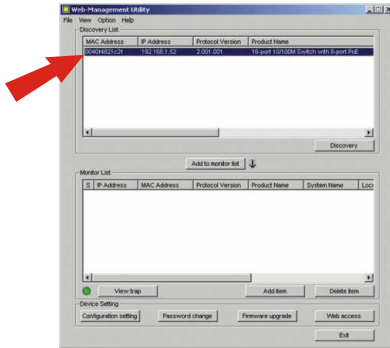 Web-Management Utility
File View Option Help
Discovery List
MAC Address IP Address Protocol Version Product Name
0040f4821c2f 192.168.1.52 2.001.001 16-port 10/100M Switch with 8-port PoE
Discovery
Add to monitor list
Monitor List
S IP Address MAC Address Protocol Version Product Name System Name Loca
View trap Add item Delete item
Device Setting
Configuration setting Password change Firmware upgrade Web access
Exit